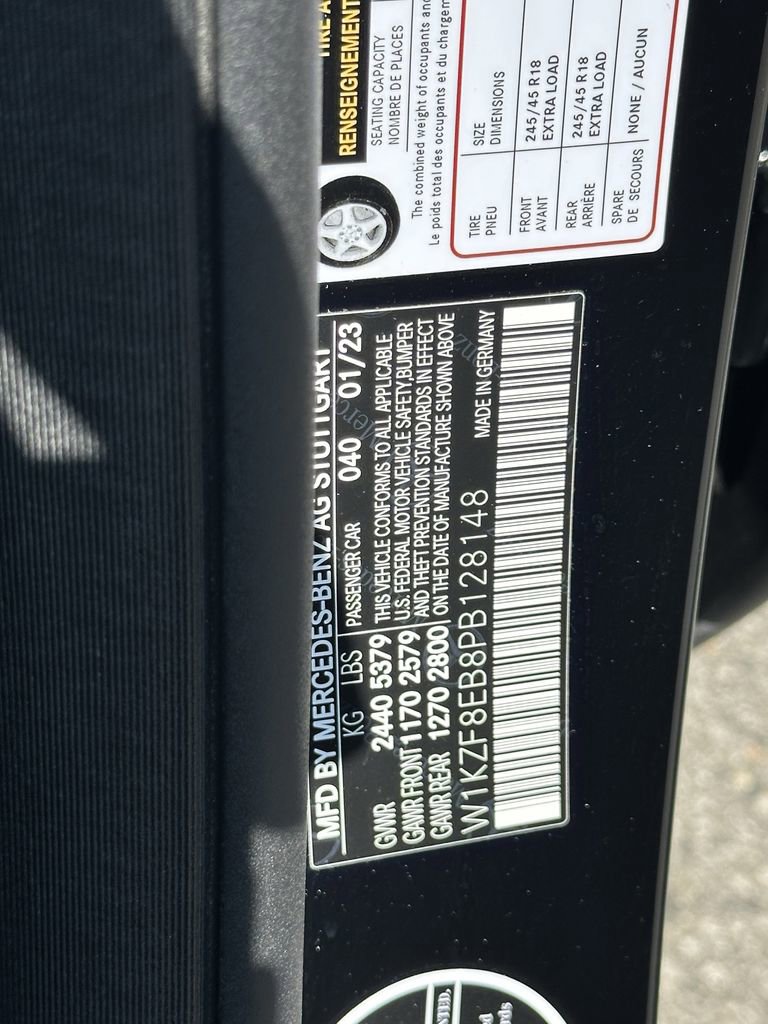 MFD BY MERCEDES-BENZ AG STUTTGART
KG LBS PASSENGER CAR 040 01/23
GVWR 2440 5379
GAWR FRONT 1170 2579
GAWR REAR 1270 2800
THIS VEHICLE CONFORMS TO ALL APPLICABLE
U.S. FEDERAL MOTOR VEHICLE SAFETY, BUMPER
AND THEFT PREVENTION STANDARDS IN EFFECT
ON THE DATE OF MANUFACTURE SHOWN ABOVE
W1KZF8EB8PB128148 MADE IN GERMANY
RENSEIGNEMENT
SEATING CAPACITY
NOMBRE DE PLACES
The combined weight of occupants and
Le poids total des occupants et du
TIRE SIZE
PNEU DIMENSIONS
FRONT 245/45 R18
AVANT EXTRA LOAD
REAR 245/45 R18
ARRIÈRE EXTRA LOAD
SPARE NONE / AUCUN
DE SECOURS